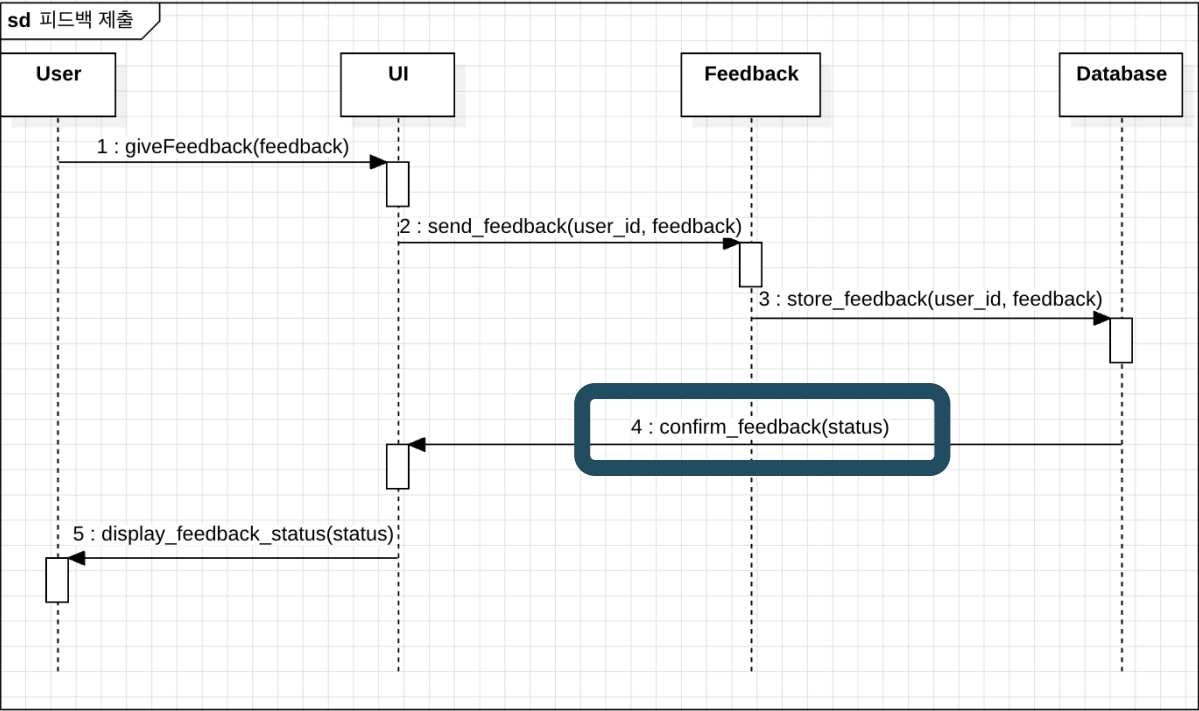 sd 피드백 제출
User
UI
Feedback
Database
1 : giveFeedback(feedback)
2 : send_feedback(user_id, feedback)
3 : store_feedback(user_id, feedback)
4 : confirm_feedback(status)
5 : display_feedback_status(status)